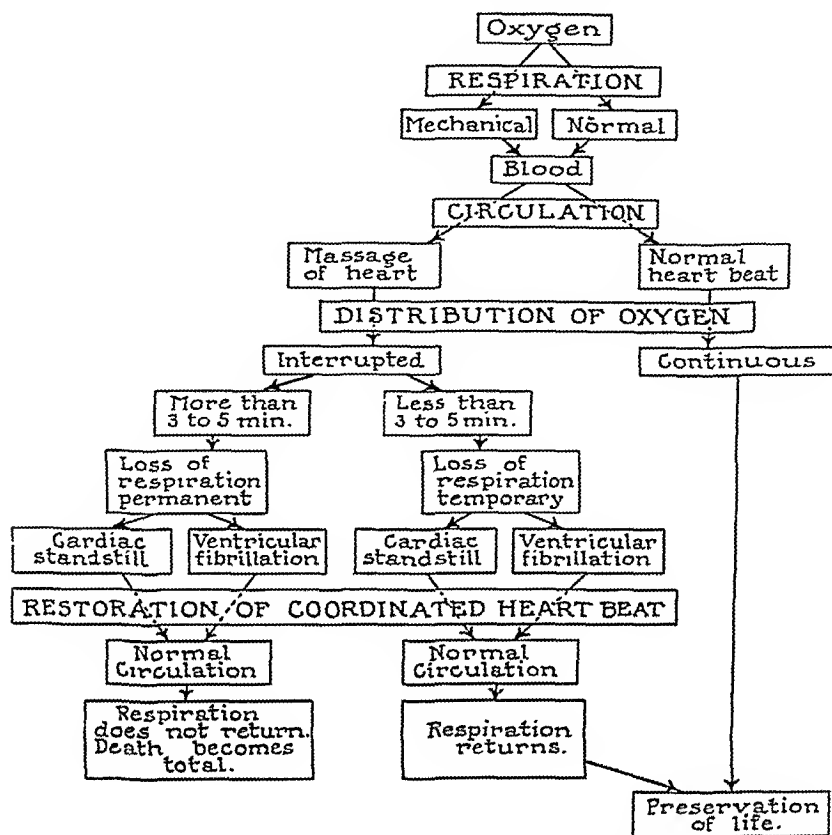 Oxygen
RESPIRATION
Mechanical
Normal
Blood
CIRCULATION
Massage
of heart
Normal
heart beat
DISTRIBUTION OF OXYGEN
Interrupted
Continuous
More than
3 to 5 min.
Less than
3 to 5 min.
Loss of
respiration
permanent
Loss of
respiration
temporary
Cardiac
standstill
Ventricular
fibrillation
Cardiac
standstill
Ventricular
fibrillation
RESTORATION OF COORDINATED HEART BEAT
Normal
Circulation
Normal
Circulation
Respiration
does not return.
Death becomes
total.
Respiration
returns.
Preservation
of life.